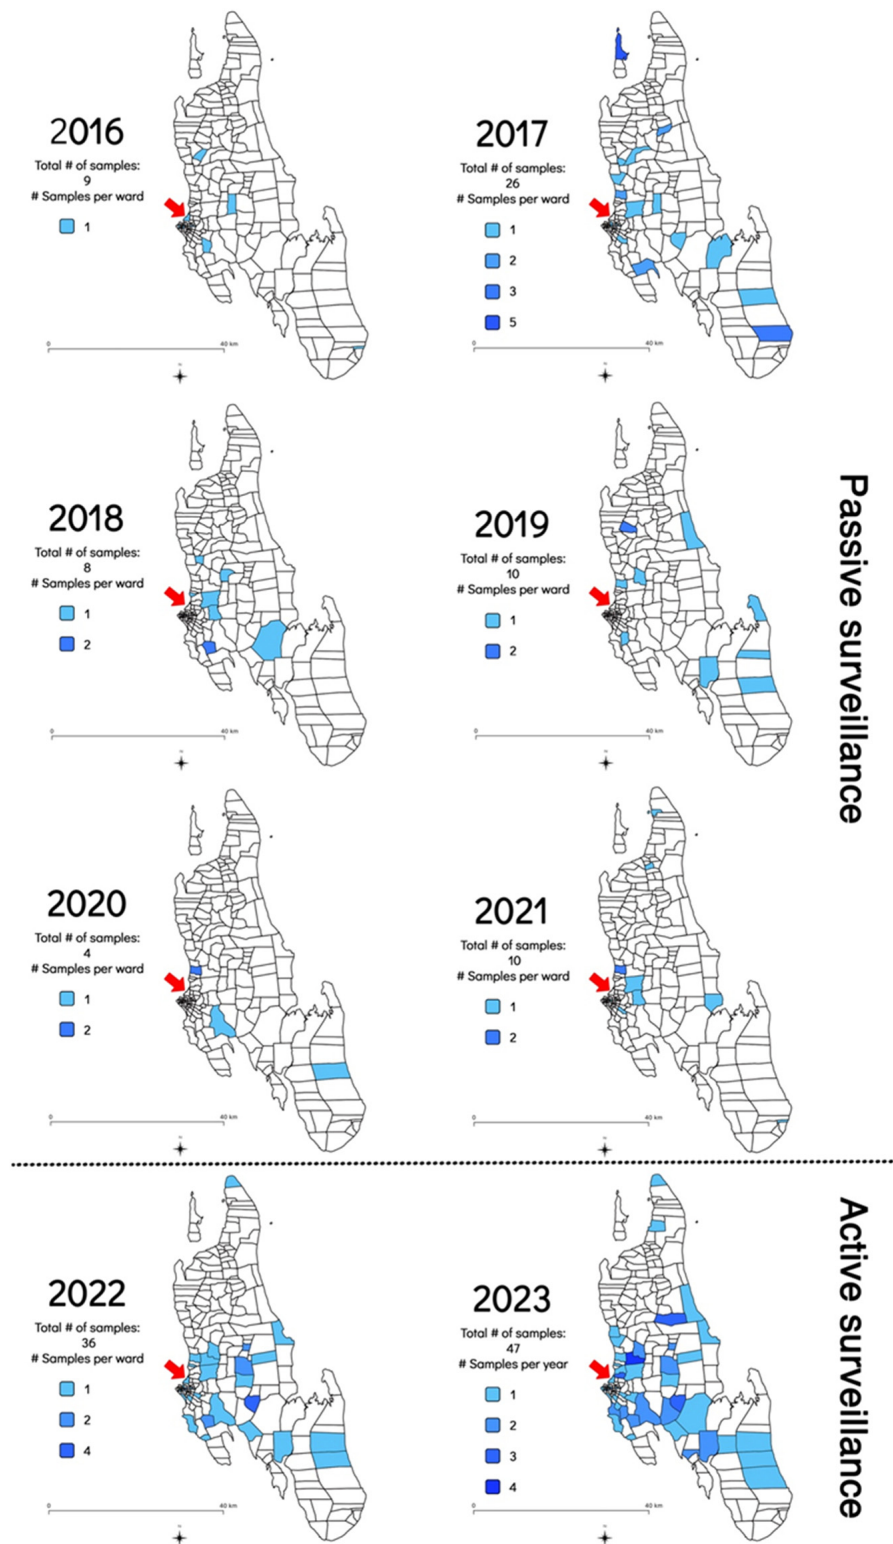 2016
Total # of samples:
9
# Samples per ward
1
0 40 km
2017
Total # of samples:
26
# Samples per ward
1
2
3
5
0 40 km
2018
Total # of samples:
8
# Samples per ward
1
2
0 40 km
2019
Total # of samples:
10
# Samples per ward
1
2
0 40 km
2020
Total # of samples:
4
# Samples per ward
1
2
0 40 km
2021
Total # of samples:
10
# Samples per ward
1
2
0 40 km
Passive surveillance
2022
Total # of samples:
36
# Samples per ward
1
2
4
0 40 km
2023
Total # of samples:
47
# Samples per year
1
2
3
4
0 40 km
Active surveillance